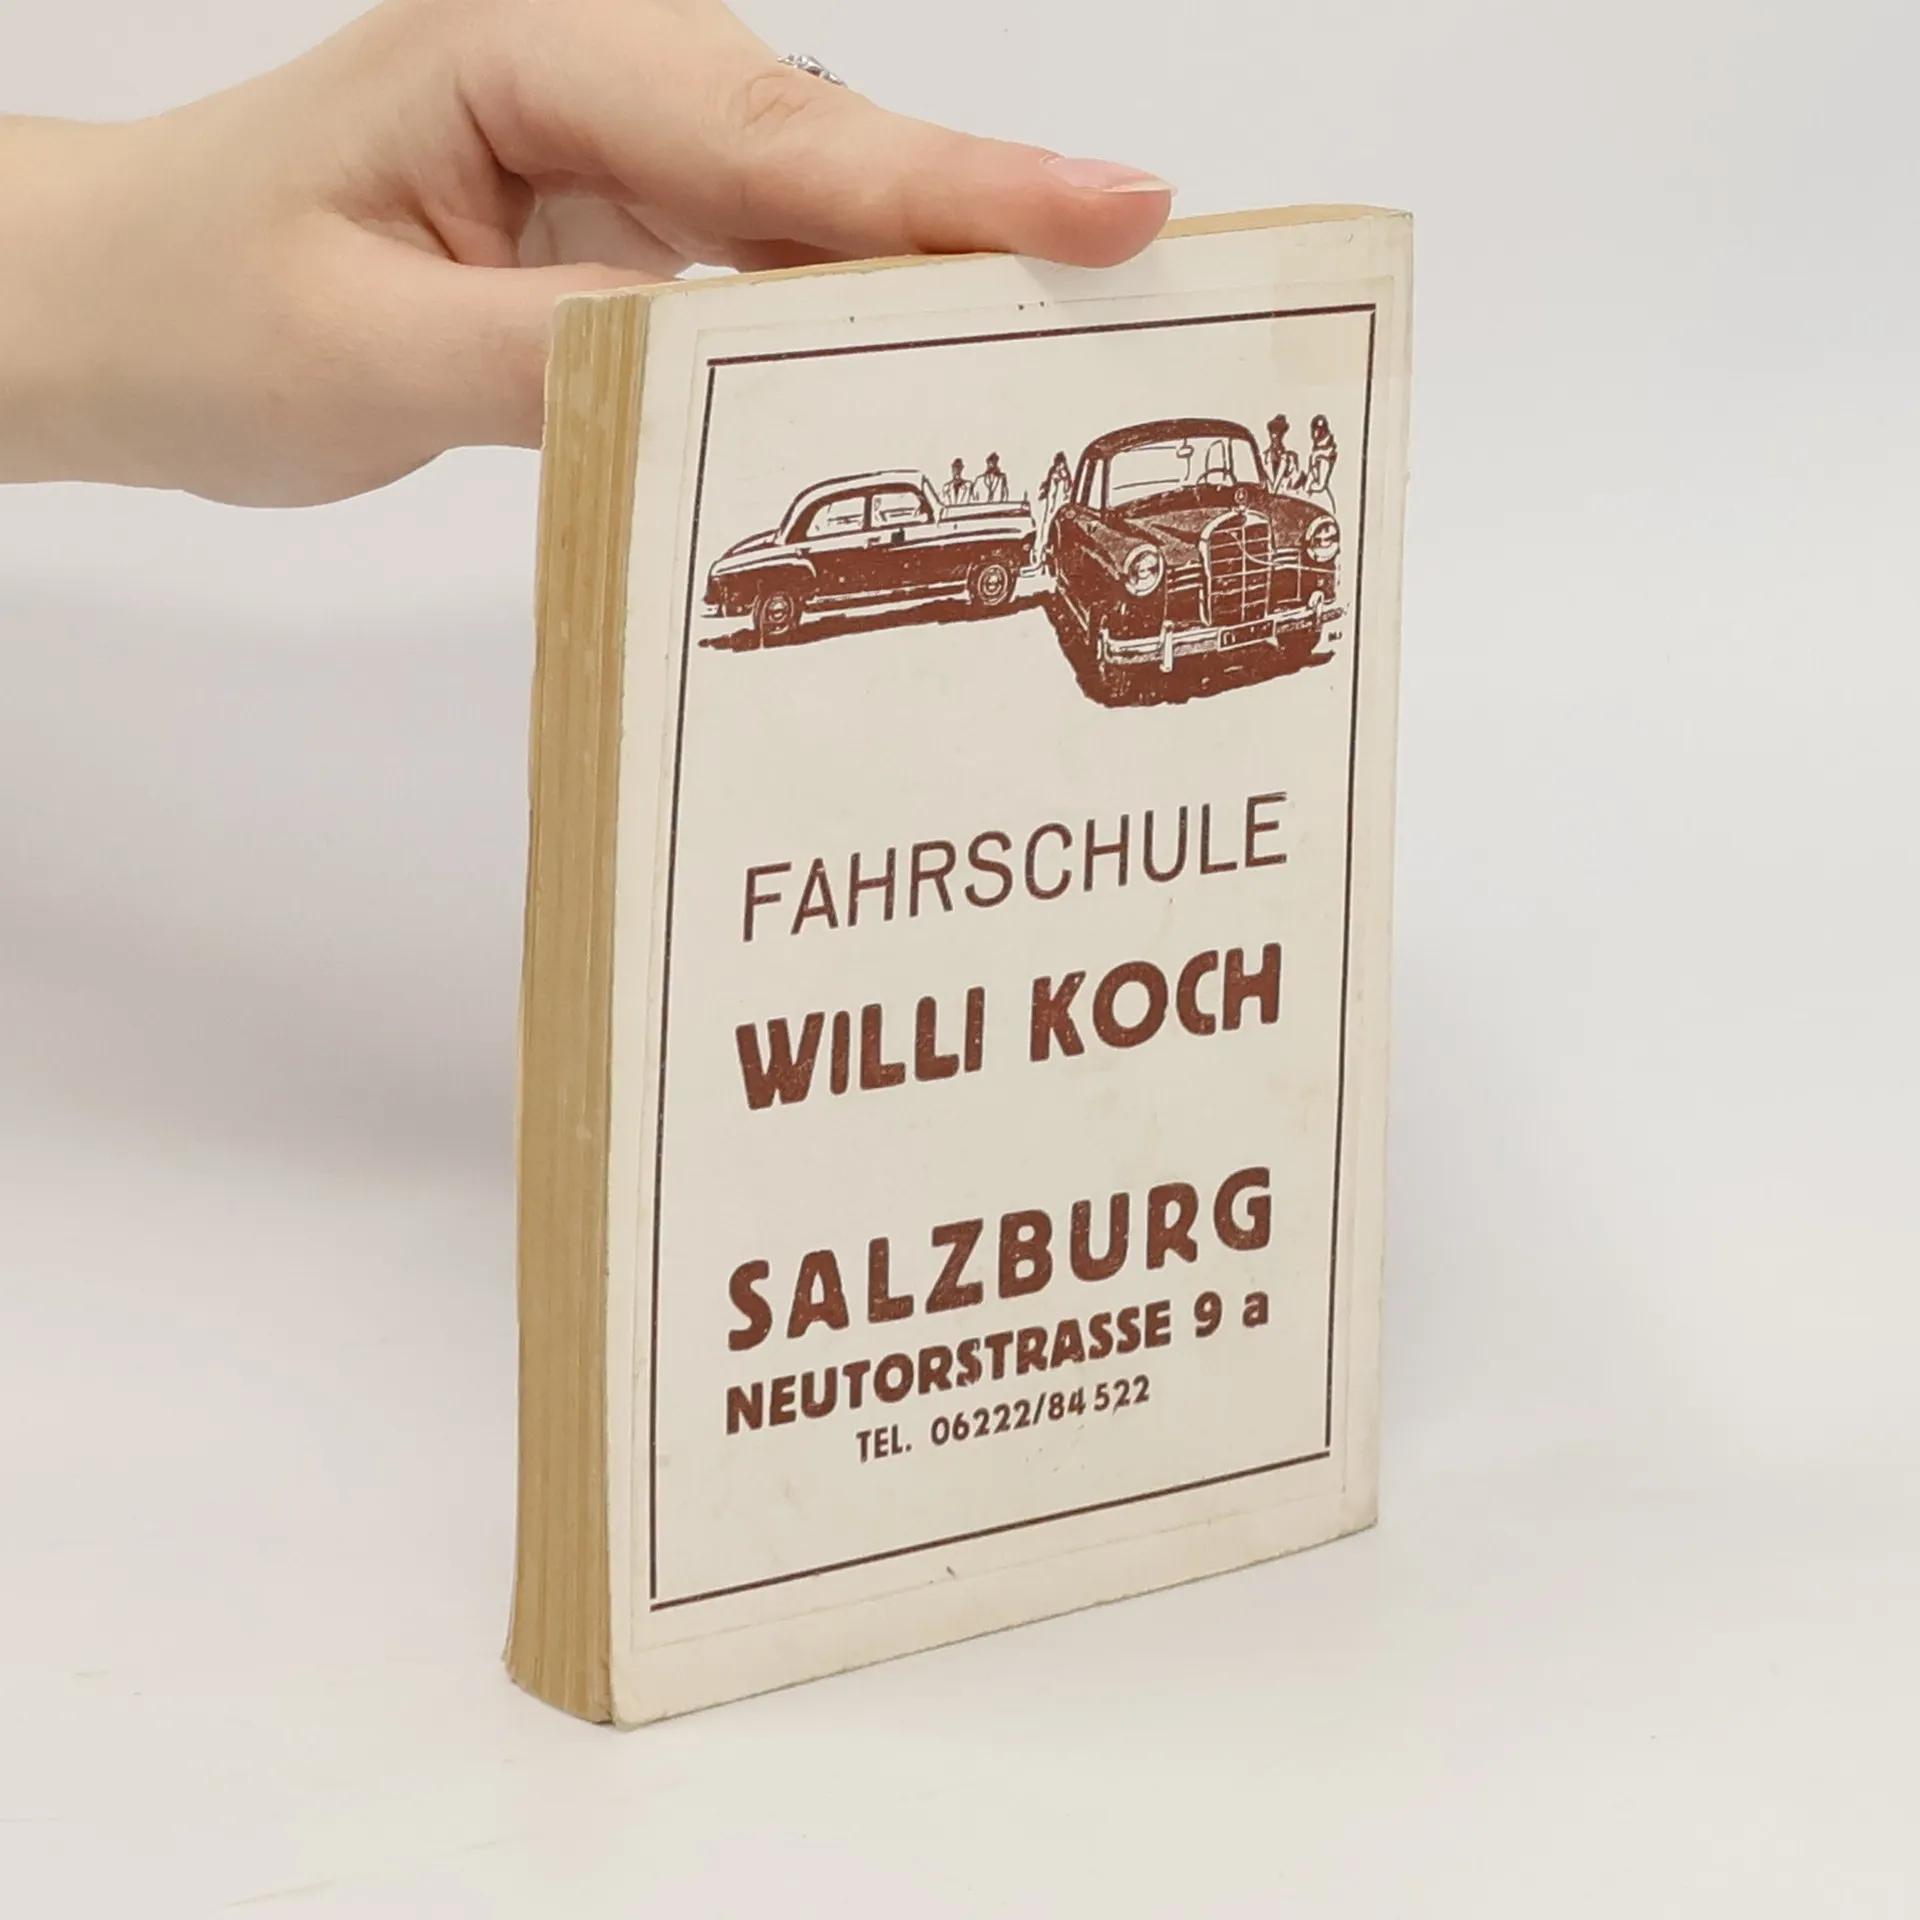 FAHRSCHULE
WILLI KOCH
SALZBURG
NEUTORSTRASSE 9 a
TEL. 06222/84 522